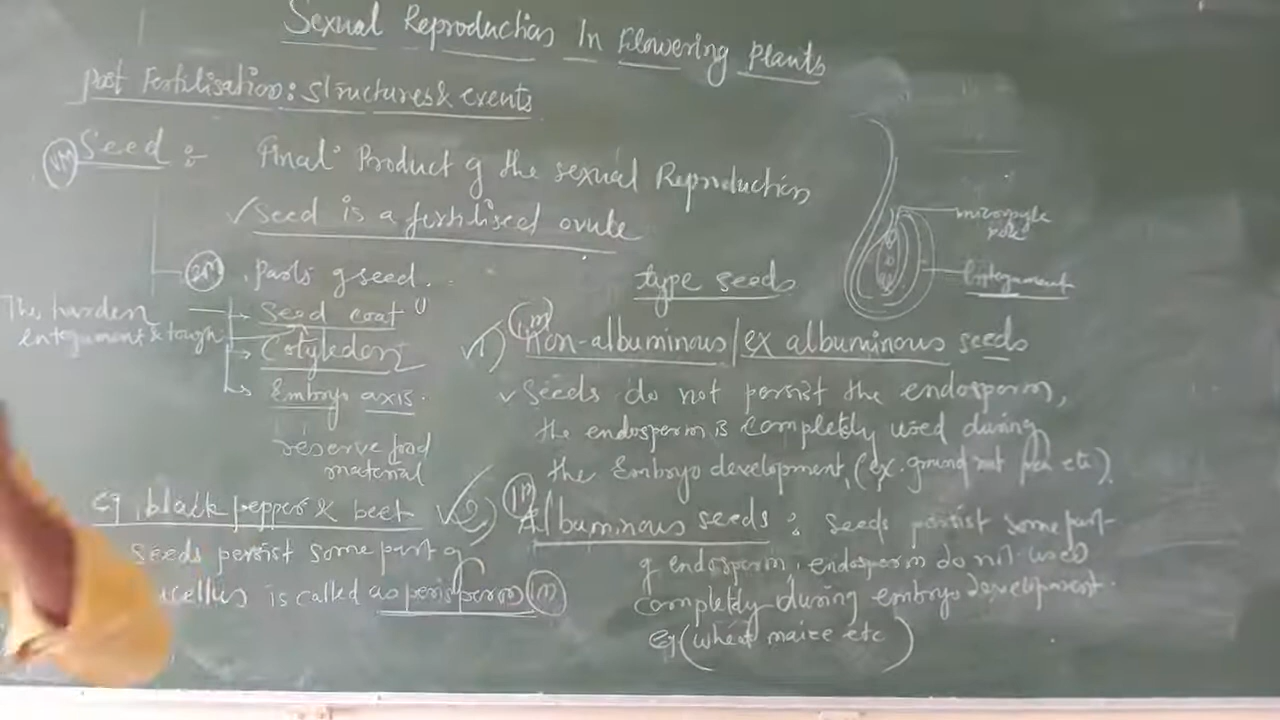 Sexual Reproduction In Flowering Plants
Post Fertilisation: Structures & events
1M Seed :- Final Product of the sexual Reproduction
✓ Seed is a fertilised ovule
2M Parts of seed.
Seed coat
Cotyledon
Embryo axis.
reserve food
material
The harden
entegument & tough
micropyle
pole
Integument
type seeds
✓ 1) 1M Non-albuminous/ex albuminous seeds
✓ Seeds do not persist the endosperm,
the endosperm is completely used during
the Embryo development, (ex. ground nut pea etc).
✓ 2) 1M Albuminous seeds : seeds persist some part
of endosperm, endosperm do not used
completely during embryo development.
Eg (wheat maize etc)
eg. black pepper & beet
seeds persist some part of
ucellus is called as perisperm 1M